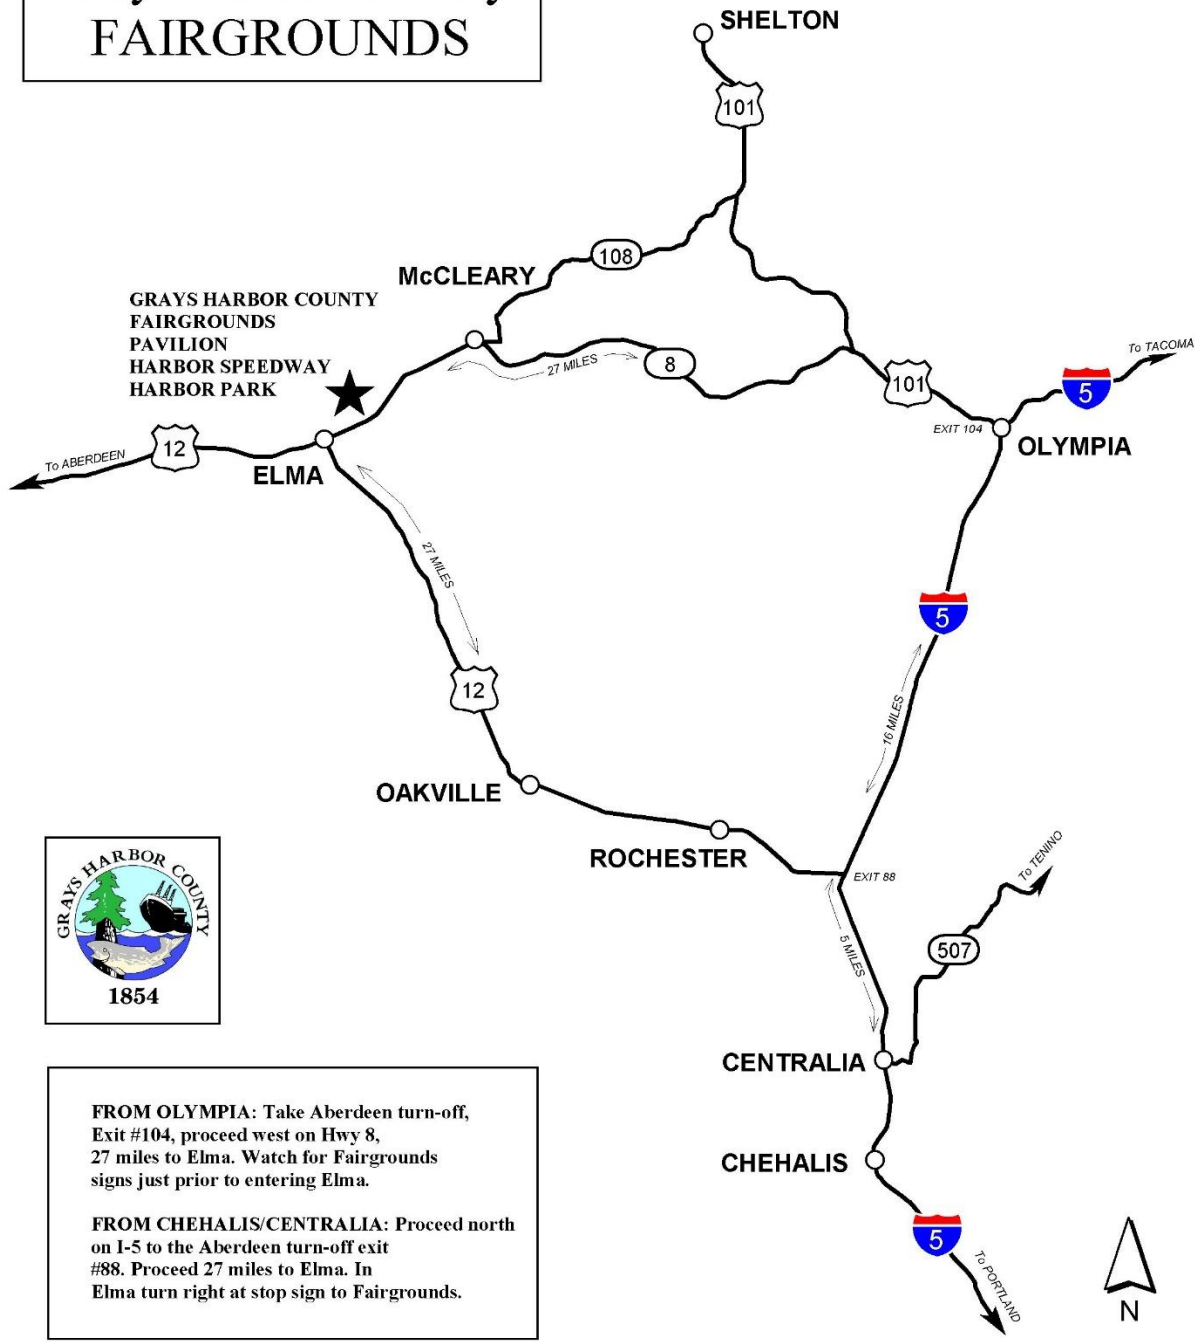 FAIRGROUNDS
SHELTON
101
108
McCLEARY
GRAYS HARBOR COUNTY
FAIRGROUNDS
PAVILION
HARBOR SPEEDWAY
HARBOR PARK
27 MILES
8
101
To TACOMA
5
EXIT 104
OLYMPIA
To ABERDEEN
12
ELMA
27 MILES
5
12
16 MILES
OAKVILLE
ROCHESTER
EXIT 88
To TENINO
507
5 MILES
GRAYS HARBOR COUNTY
1854
CENTRALIA
CHEHALIS
5
To PORTLAND
N
FROM OLYMPIA: Take Aberdeen turn-off,
Exit #104, proceed west on Hwy 8,
27 miles to Elma. Watch for Fairgrounds
signs just prior to entering Elma.
FROM CHEHALIS/CENTRALIA: Proceed north
on I-5 to the Aberdeen turn-off exit
#88. Proceed 27 miles to Elma. In
Elma turn right at stop sign to Fairgrounds.